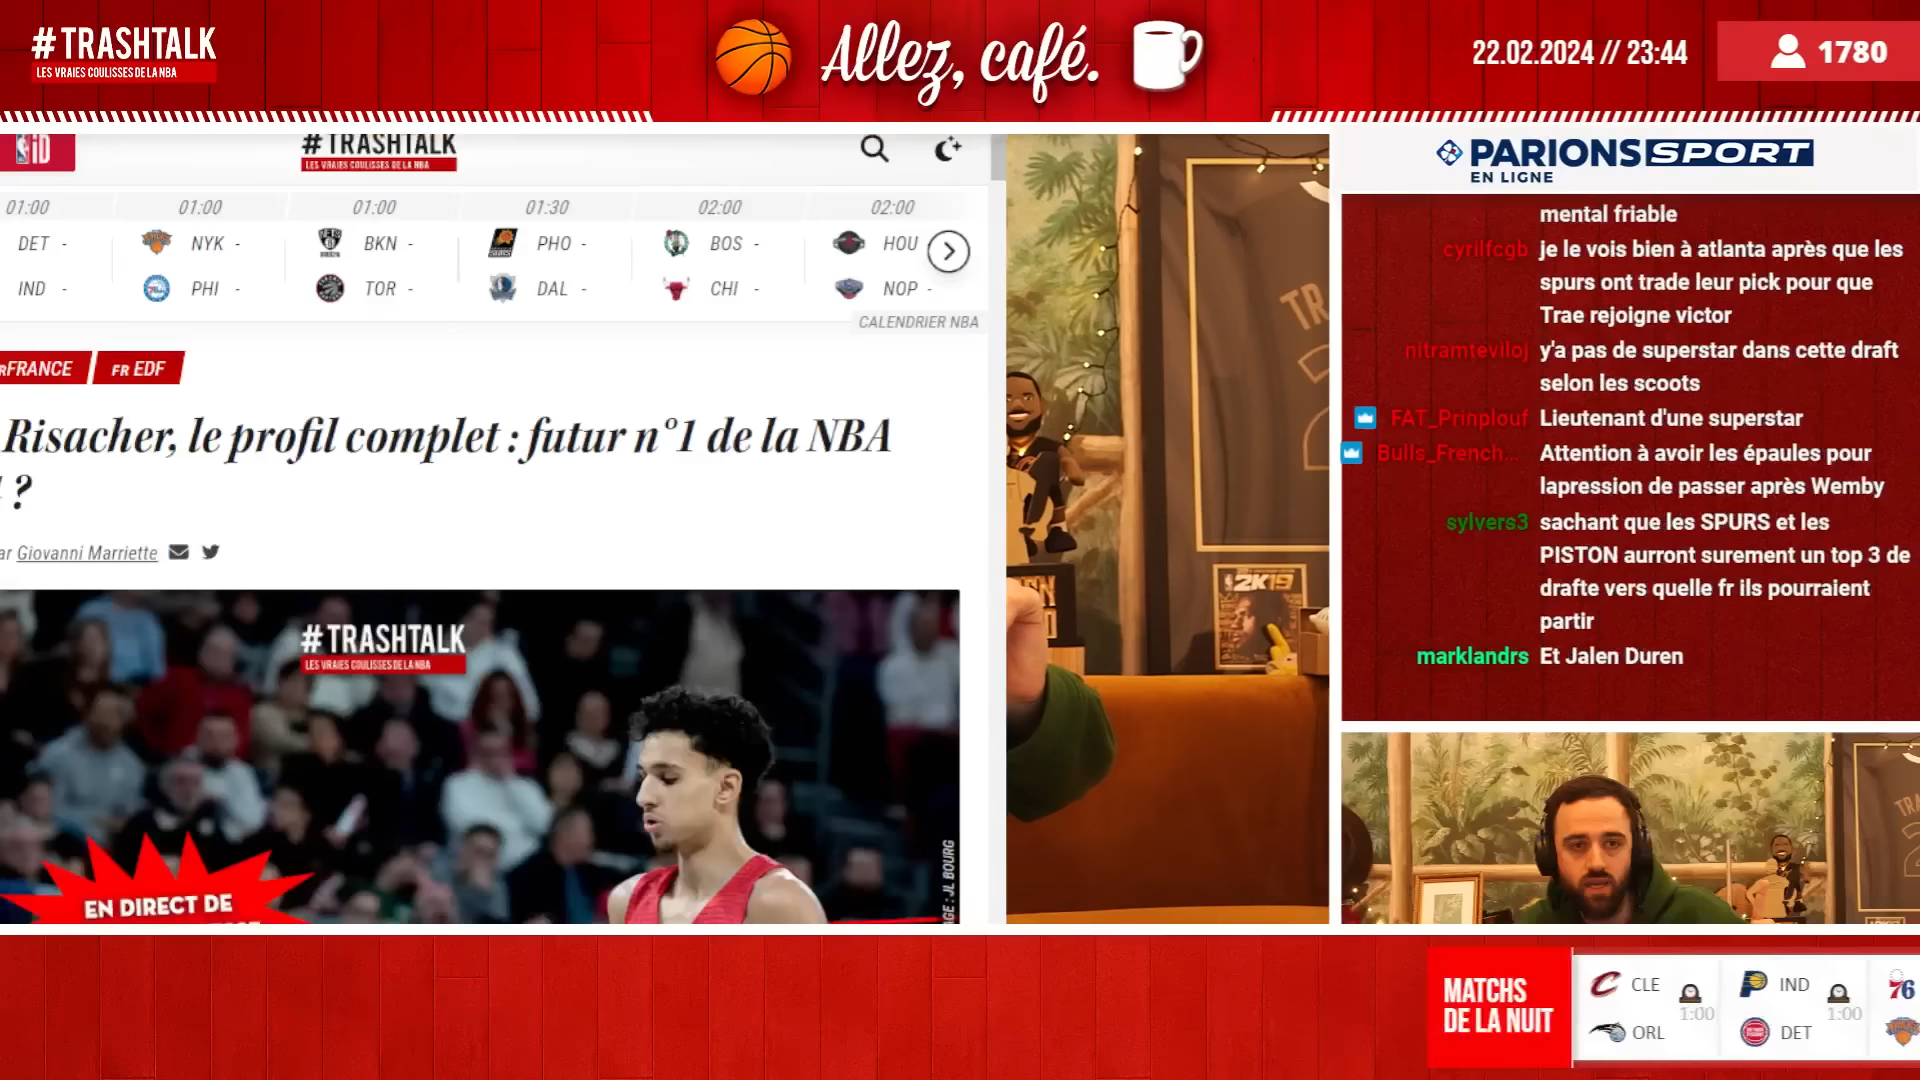 #TRASHTALK
LES VRAIES COULISSES DE LA NBA
Allez, café.
22.02.2024 // 23:44
1780
iD
#TRASHTALK
LES VRAIES COULISSES DE LA NBA
01:00 01:00 01:00 01:30 02:00 02:00
DET - NYK - BKN - PHO - BOS - HOU
IND - PHI - TOR - DAL - CHI - NOP -
CALENDRIER NBA
FRANCE
FR EDF
Risacher, le profil complet : futur n°1 de la NBA
?
ar Giovanni Marriette
#TRASHTALK
LES VRAIES COULISSES DE LA NBA
EN DIRECT DE
JL BOURG
TR
2K19
PARIONS SPORT
EN LIGNE
mental friable
cyrilfcgb je le vois bien à atlanta après que les
spurs ont trade leur pick pour que
Trae rejoigne victor
nitramteviloj y'a pas de superstar dans cette draft
selon les scoots
FAT_Prinplouf Lieutenant d'une superstar
Bulls_French... Attention à avoir les épaules pour
lapression de passer après Wemby
sylvers3 sachant que les SPURS et les
PISTON aurront surement un top 3 de
drafte vers quelle fr ils pourraient
partir
marklandrs Et Jalen Duren
MATCHS
DE LA NUIT
CLE 1:00 IND 1:00 76
ORL DET